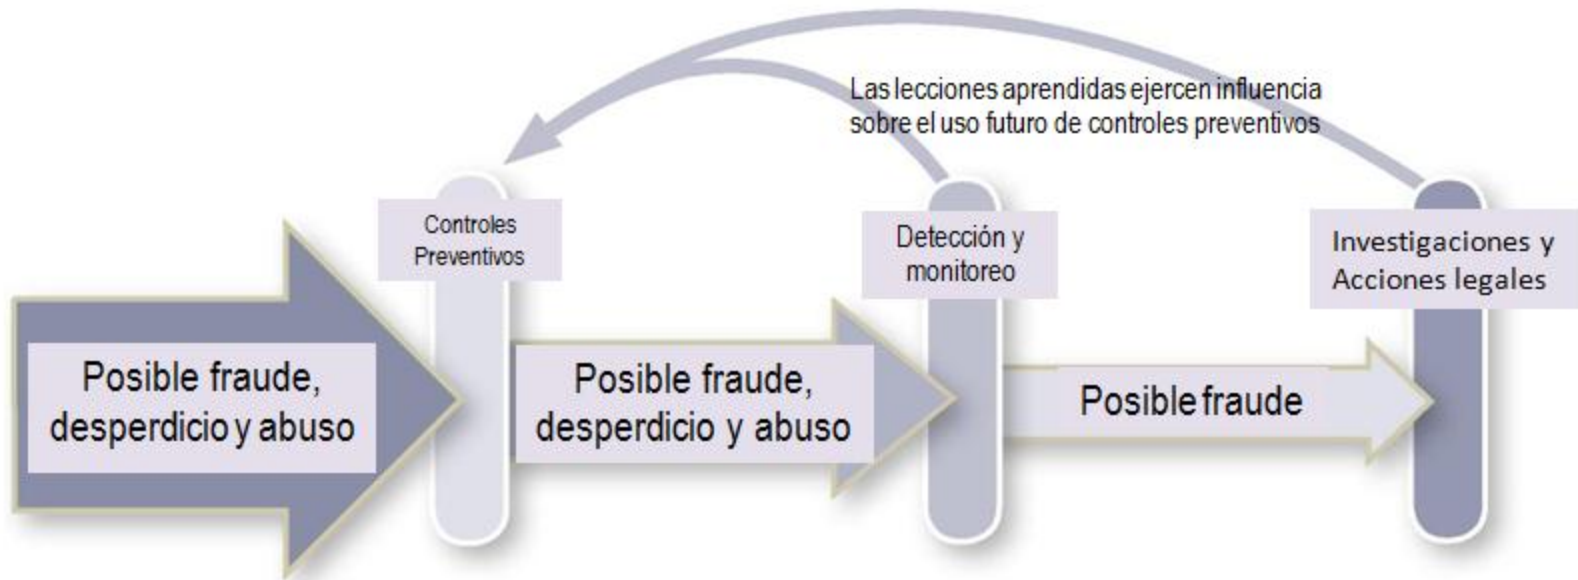 Las lecciones aprendidas ejercen influencia
sobre el uso futuro de controles preventivos
Controles
Preventivos
Detección y
monitoreo
Investigaciones y
Acciones legales
Posible fraude,
desperdicio y abuso
Posible fraude,
desperdicio y abuso
Posible fraude